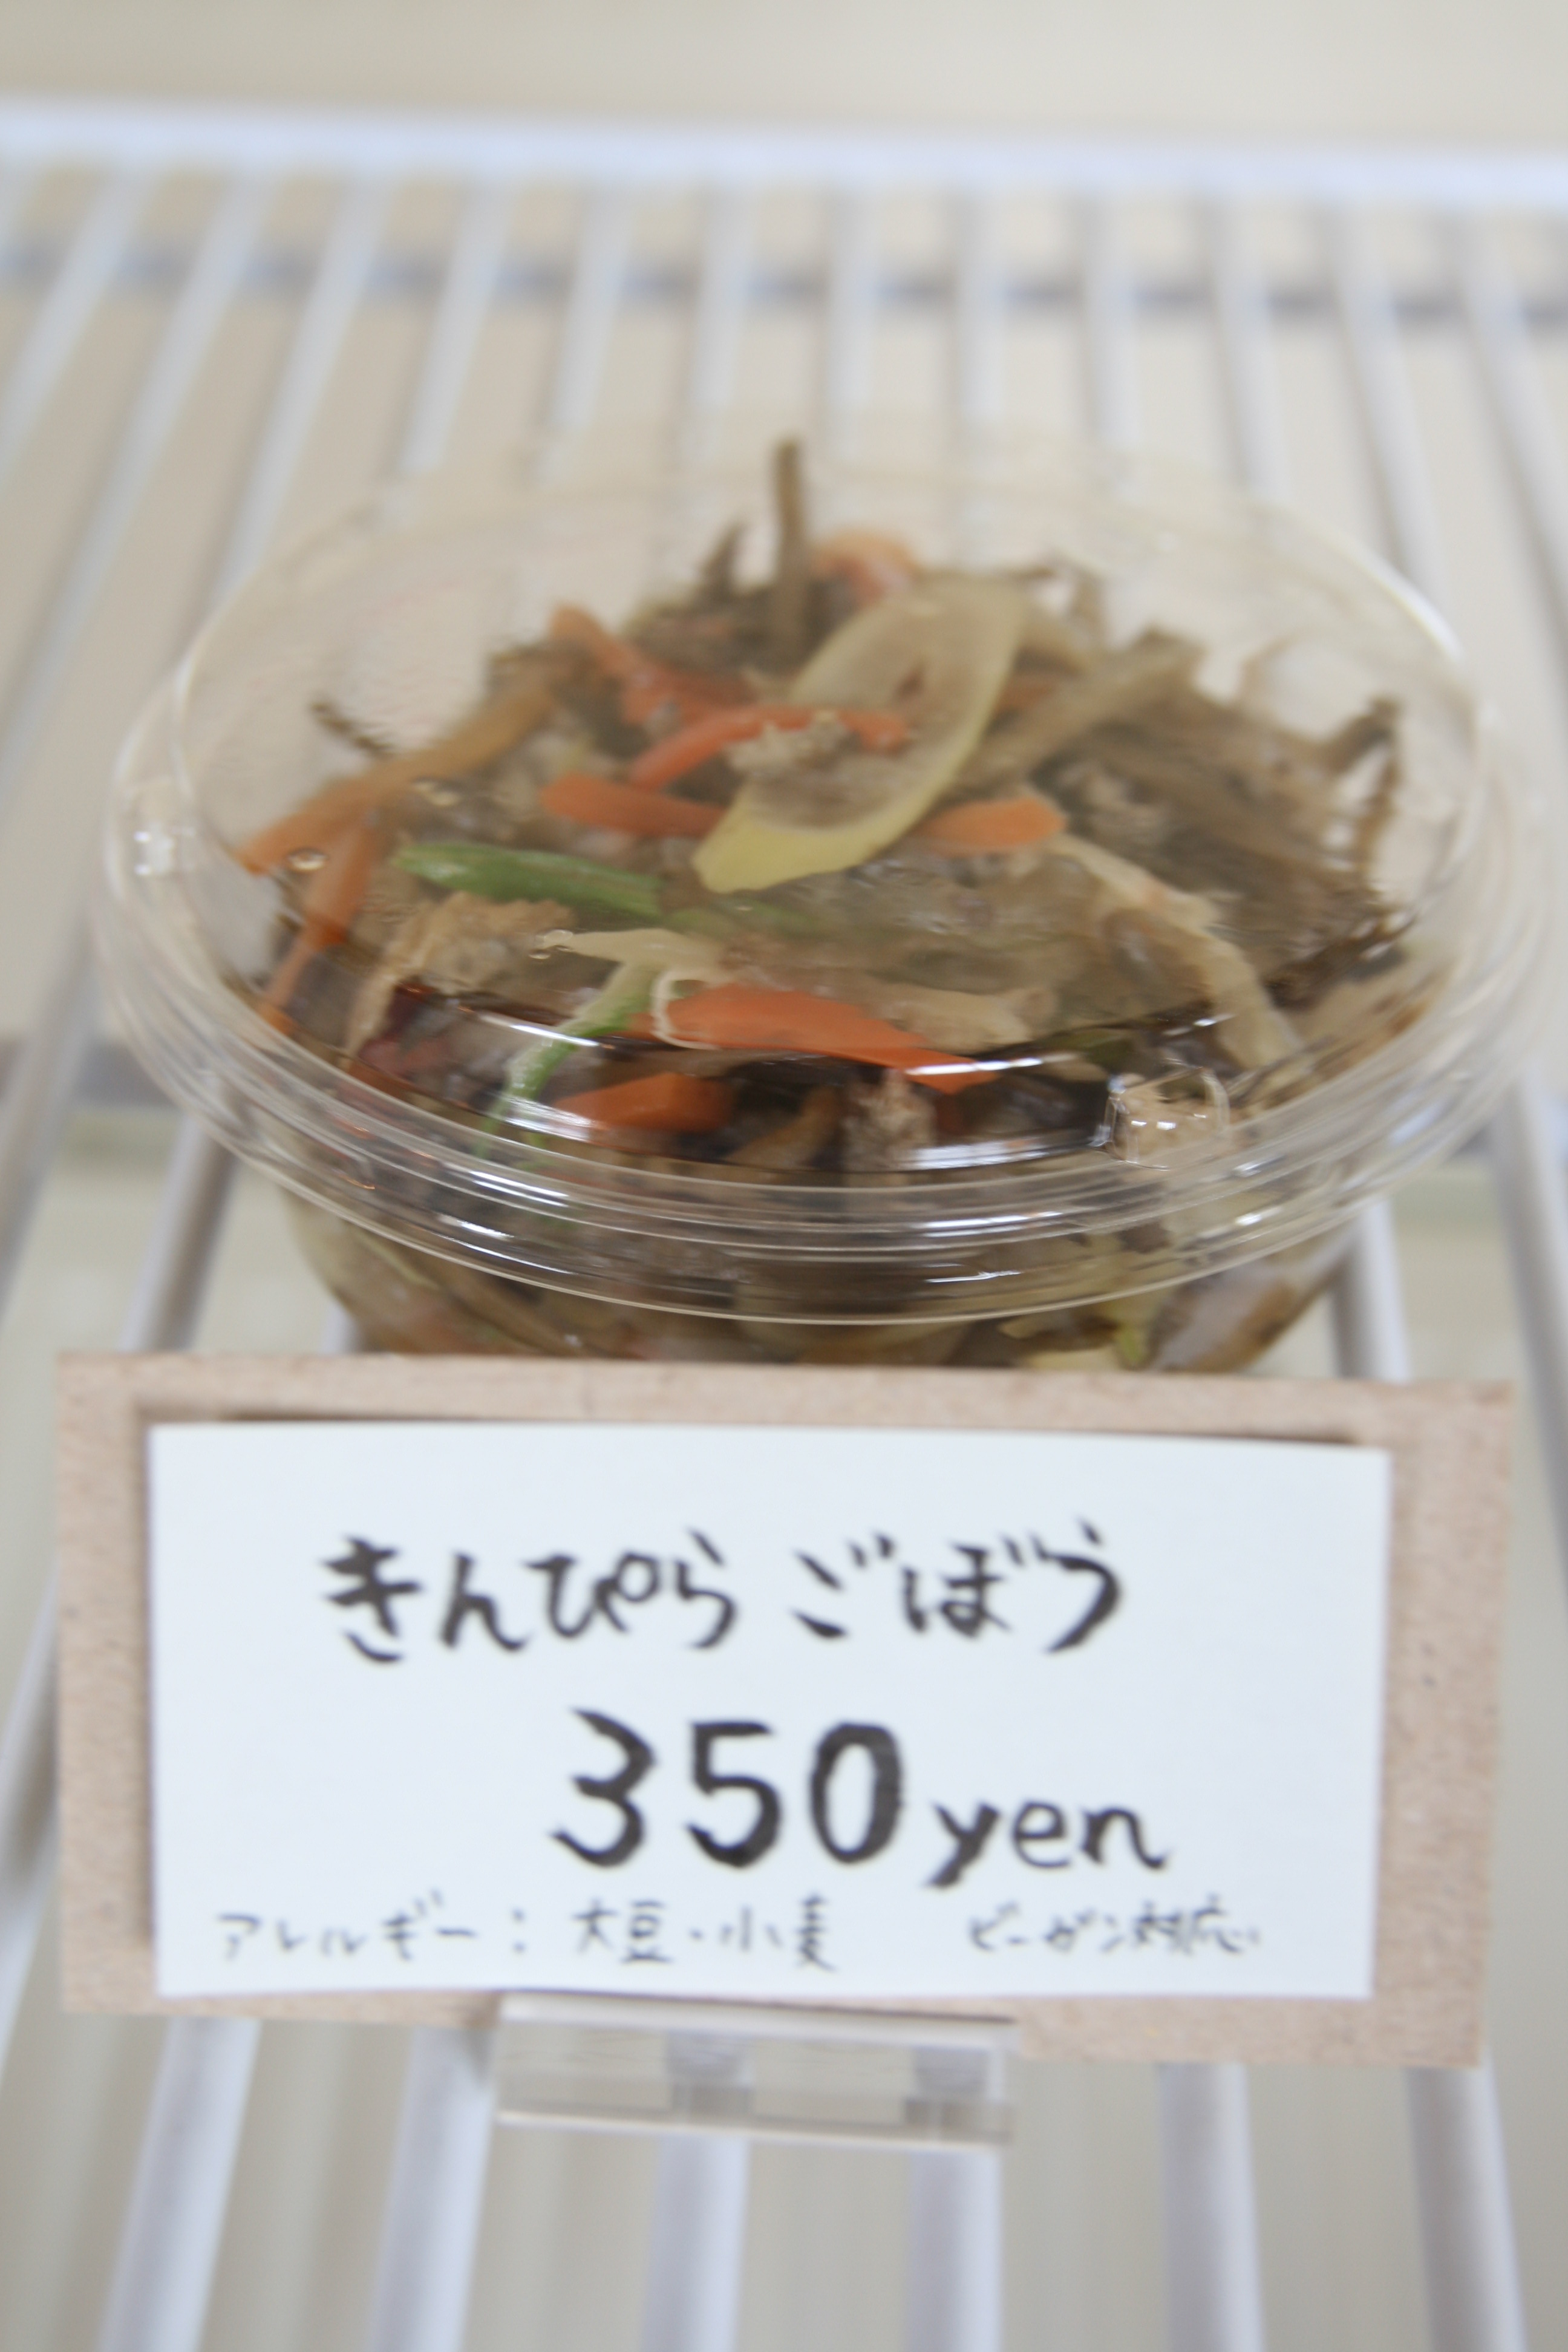 きんぴら ごぼう
350yen
アレルギー：大豆・小麦　ビーガン対応